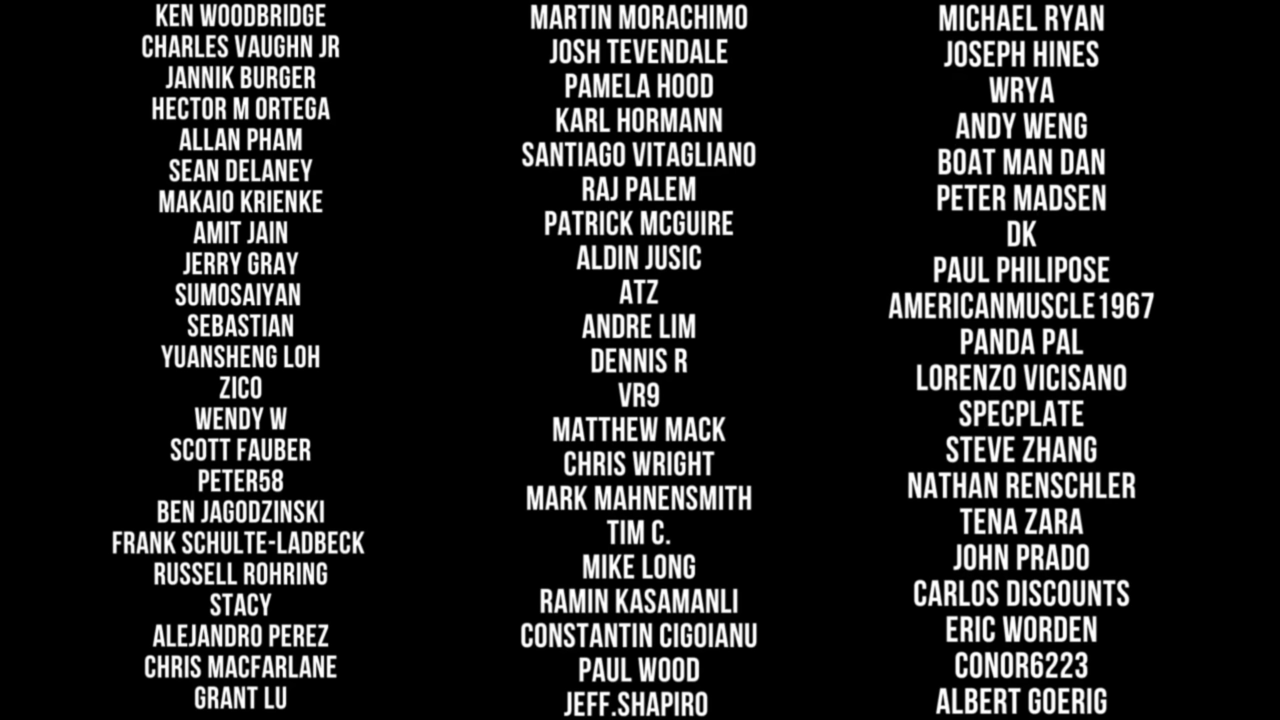 KEN WOODBRIDGE
CHARLES VAUGHN JR
JANNIK BURGER
HECTOR M ORTEGA
ALLAN PHAM
SEAN DELANEY
MAKAIO KRIENKE
AMIT JAIN
JERRY GRAY
SUMOSAIYAN
SEBASTIAN
YUANSHENG LOH
ZICO
WENDY W
SCOTT FAUBER
PETER58
BEN JAGODZINSKI
FRANK SCHULTE-LADBECK
RUSSELL ROHRING
STACY
ALEJANDRO PEREZ
CHRIS MACFARLANE
GRANT LU
MARTIN MORACHIMO
JOSH TEVENDALE
PAMELA HOOD
KARL HORMANN
SANTIAGO VITAGLIANO
RAJ PALEM
PATRICK MCGUIRE
ALDIN JUSIC
ATZ
ANDRE LIM
DENNIS R
VR9
MATTHEW MACK
CHRIS WRIGHT
MARK MAHNENSMITH
TIM C.
MIKE LONG
RAMIN KASAMANLI
CONSTANTIN CIGOIANU
PAUL WOOD
JEFF.SHAPIRO
MICHAEL RYAN
JOSEPH HINES
WRYA
ANDY WENG
BOAT MAN DAN
PETER MADSEN
DK
PAUL PHILIPOSE
AMERICANMUSCLE1967
PANDA PAL
LORENZO VICISANO
SPECPLATE
STEVE ZHANG
NATHAN RENSCHLER
TENA ZARA
JOHN PRADO
CARLOS DISCOUNTS
ERIC WORDEN
CONOR6223
ALBERT GOERIG